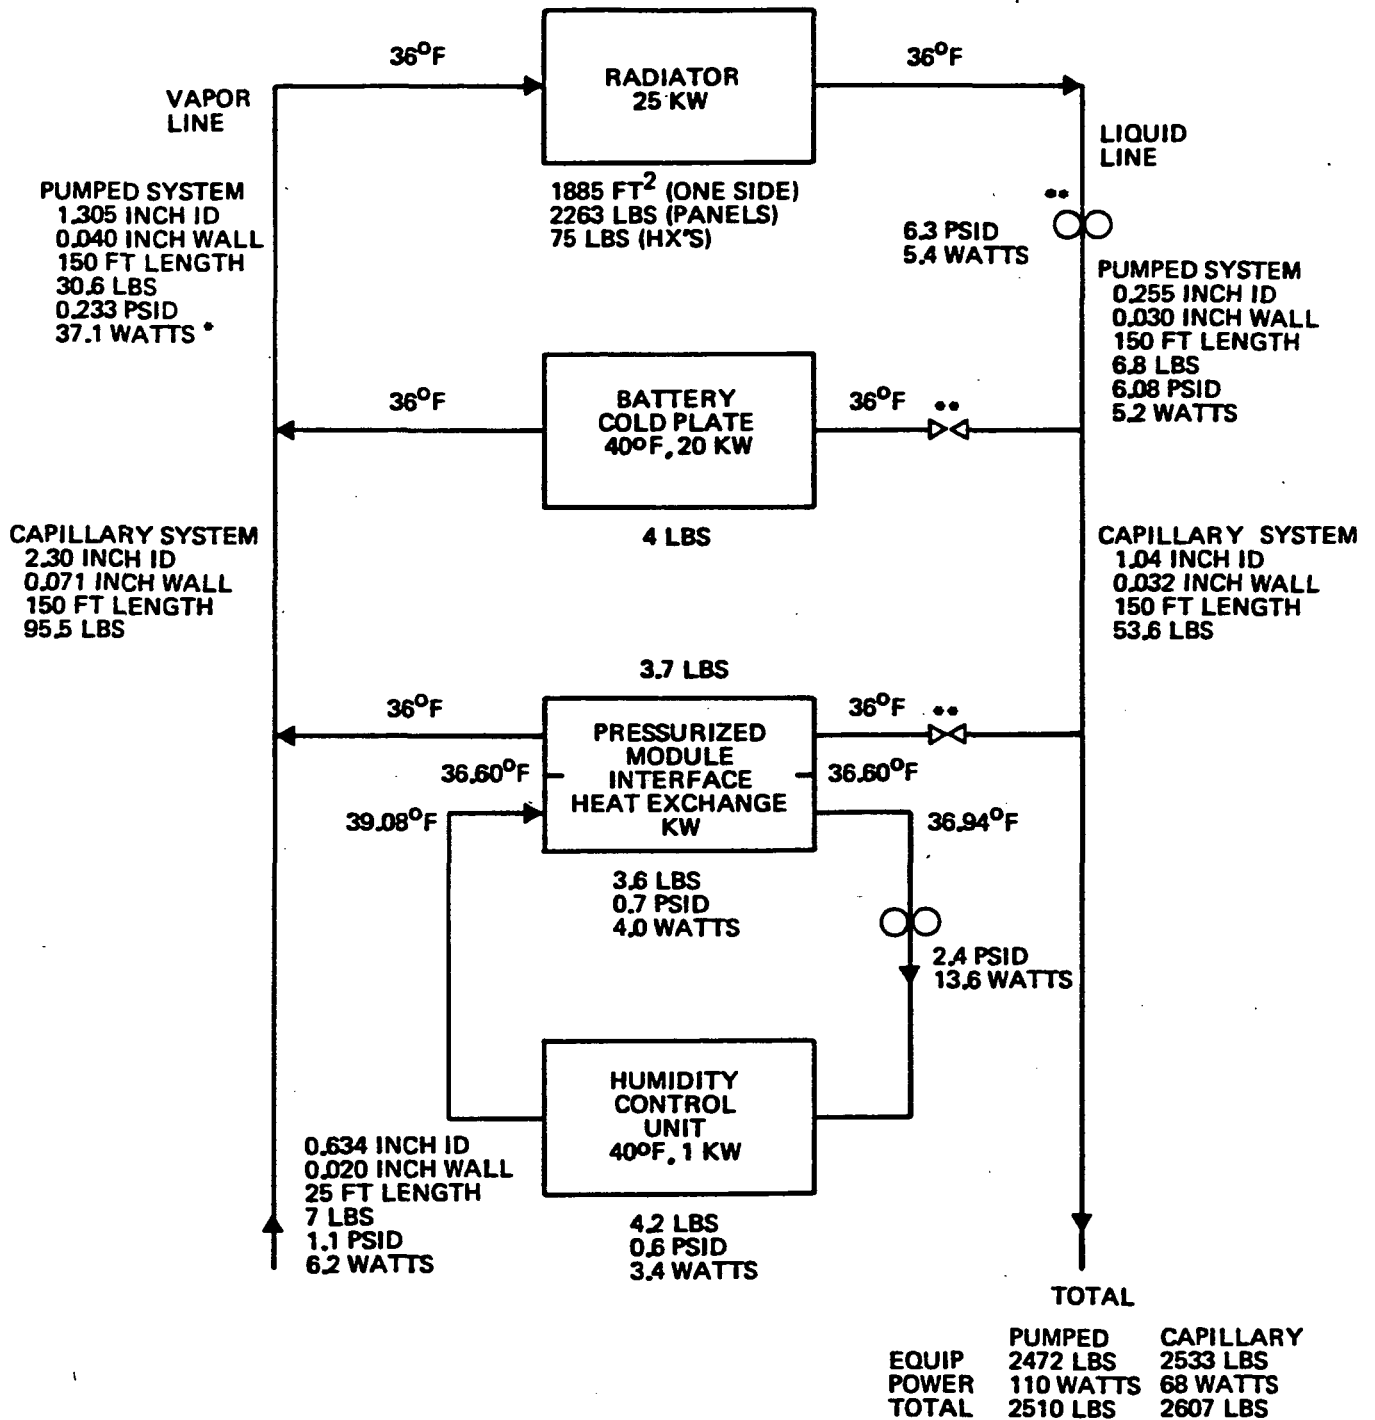 36°F
RADIATOR
25 KW
36°F
VAPOR
LINE
LIQUID
LINE
PUMPED SYSTEM
1.305 INCH ID
0.040 INCH WALL
150 FT LENGTH
30.6 LBS
0.233 PSID
37.1 WATTS *
1885 FT² (ONE SIDE)
2263 LBS (PANELS)
75 LBS (HX'S)
**
6.3 PSID
5.4 WATTS
PUMPED SYSTEM
0.255 INCH ID
0.030 INCH WALL
150 FT LENGTH
6.8 LBS
6.08 PSID
5.2 WATTS
36°F
BATTERY
COLD PLATE
40°F, 20 KW
36°F
**
4 LBS
CAPILLARY SYSTEM
2.30 INCH ID
0.071 INCH WALL
150 FT LENGTH
95.5 LBS
CAPILLARY SYSTEM
1.04 INCH ID
0.032 INCH WALL
150 FT LENGTH
53.6 LBS
3.7 LBS
36°F
PRESSURIZED
MODULE
INTERFACE
HEAT EXCHANGE
KW
36°F
**
36.60°F
36.60°F
39.08°F
36.94°F
3.6 LBS
0.7 PSID
4.0 WATTS
2.4 PSID
13.6 WATTS
HUMIDITY
CONTROL
UNIT
40°F, 1 KW
0.634 INCH ID
0.020 INCH WALL
25 FT LENGTH
7 LBS
1.1 PSID
6.2 WATTS
4.2 LBS
0.6 PSID
3.4 WATTS
TOTAL
PUMPED CAPILLARY
EQUIP 2472 LBS 2533 LBS
POWER 110 WATTS 68 WATTS
TOTAL 2510 LBS 2607 LBS